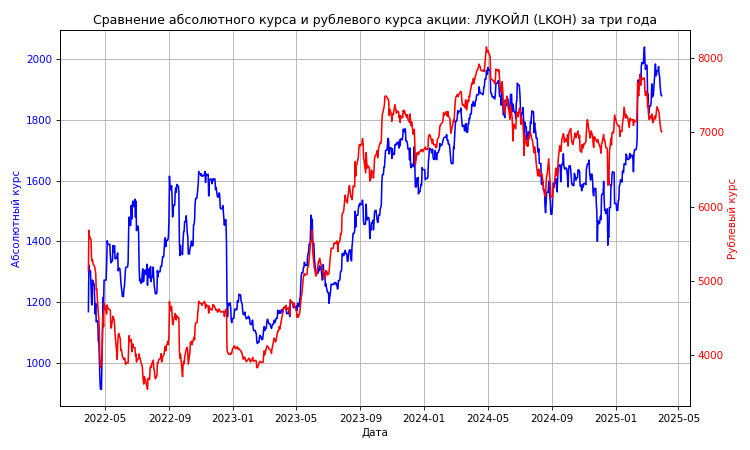 Сравнение абсолютного курса и рублевого курса акции: ЛУКОЙЛ (LKOH) за три года
2000
1800
1600
1400
1200
1000
Абсолютный курс
8000
7000
6000
5000
4000
Рублевый курс
2022-05 2022-09 2023-01 2023-05 2023-09 2024-01 2024-05 2024-09 2025-01 2025-05
Дата